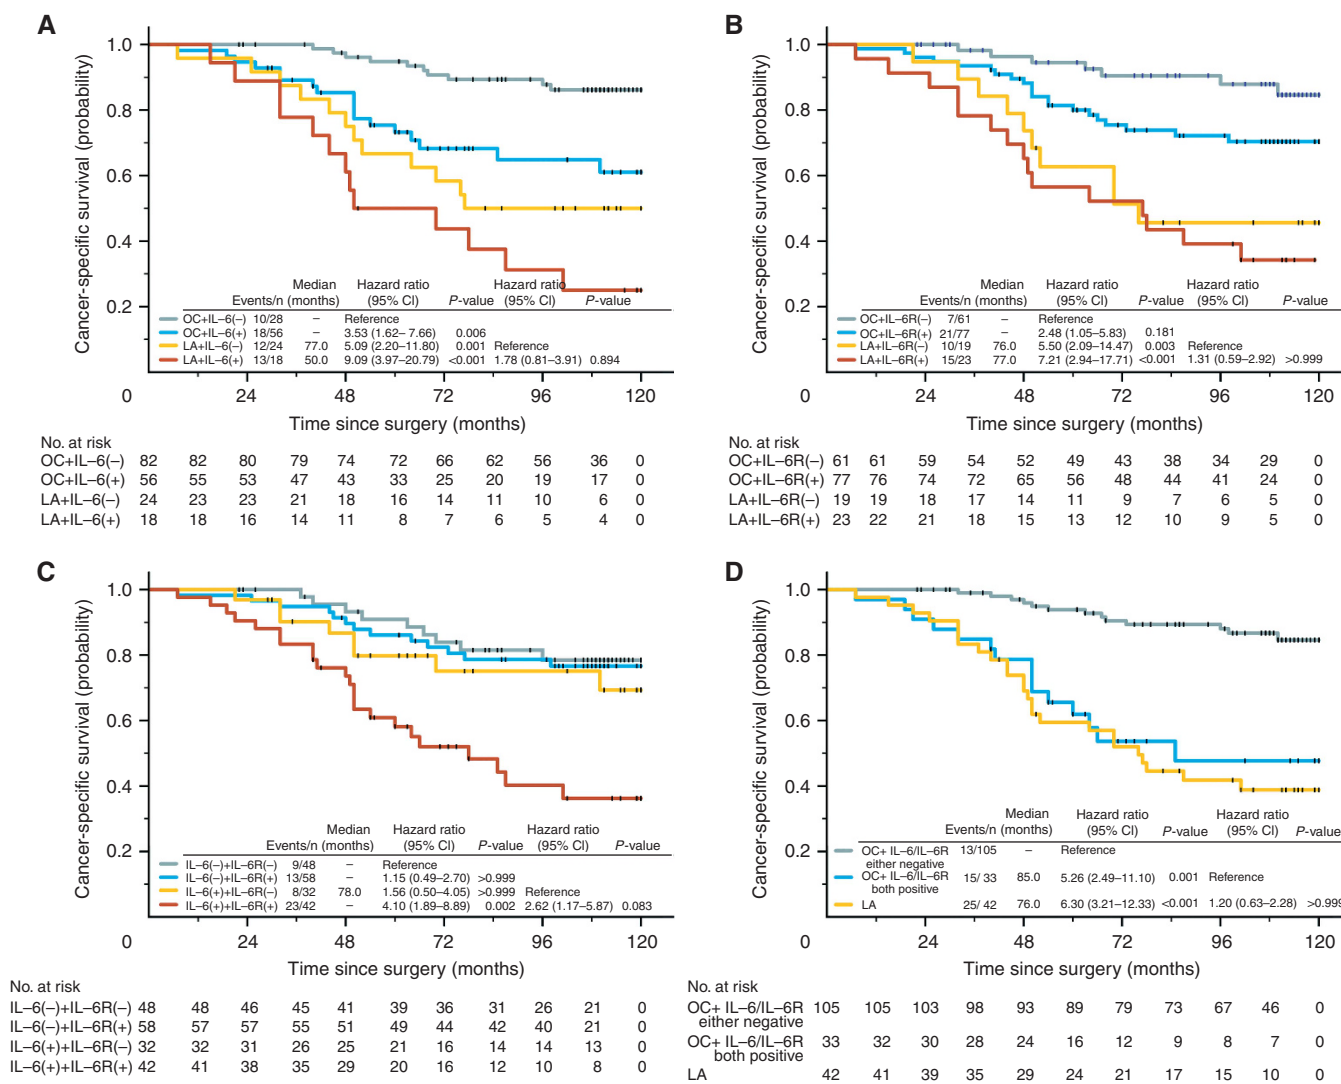 A
Cancer-specific survival (probability)
1.0
0.8
0.6
0.4
0.2
0
24
48
72
96
120
Median Hazard ratio Hazard ratio
Events/n (months) (95% CI) P-value (95% CI) P-value
OC+IL–6(–) 10/28 – Reference
OC+IL–6(+) 18/56 – 3.53 (1.62–7.66) 0.006
LA+IL–6(–) 12/24 77.0 5.09 (2.20–11.80) 0.001 Reference
LA+IL–6(+) 13/18 50.0 9.09 (3.97–20.79) <0.001 1.78 (0.81–3.91) 0.894
Time since surgery (months)
No. at risk
OC+IL–6(–) 82 82 80 79 74 72 66 62 56 36 0
OC+IL–6(+) 56 55 53 47 43 33 25 20 19 17 0
LA+IL–6(–) 24 23 23 21 18 16 14 11 10 6 0
LA+IL–6(+) 18 18 16 14 11 8 7 6 5 4 0
B
Cancer-specific survival (probability)
1.0
0.8
0.6
0.4
0.2
0
24
48
72
96
120
Median Hazard ratio Hazard ratio
Events/n (months) (95% CI) P-value (95% CI) P-value
OC+IL–6R(–) 7/61 – Reference
OC+IL–6R(+) 21/77 – 2.48 (1.05–5.83) 0.181
LA+IL–6R(–) 10/19 76.0 5.50 (2.09–14.47) 0.003 Reference
LA+IL–6R(+) 15/23 77.0 7.21 (2.94–17.71) <0.001 1.31 (0.59–2.92) >0.999
Time since surgery (months)
No. at risk
OC+IL–6R(–) 61 61 59 54 52 49 43 38 34 29 0
OC+IL–6R(+) 77 76 74 72 65 56 48 44 41 24 0
LA+IL–6R(–) 19 19 18 17 14 11 9 7 6 5 0
LA+IL–6R(+) 23 22 21 18 15 13 12 10 9 5 0
C
Cancer-specific survival (probability)
1.0
0.8
0.6
0.4
0.2
0
24
48
72
96
120
Median Hazard ratio Hazard ratio
Events/n (months) (95% CI) P-value (95% CI) P-value
IL–6(–)+IL–6R(–) 9/48 – Reference
IL–6(–)+IL–6R(+) 13/58 – 1.15 (0.49–2.70) >0.999
IL–6(+)+IL–6R(–) 8/32 78.0 1.56 (0.50–4.05) >0.999 Reference
IL–6(+)+IL–6R(+) 23/42 – 4.10 (1.89–8.89) 0.002 2.62 (1.17–5.87) 0.083
Time since surgery (months)
No. at risk
IL–6(–)+IL–6R(–) 48 48 46 45 41 39 36 31 26 21 0
IL–6(–)+IL–6R(+) 58 57 57 55 51 49 44 42 40 21 0
IL–6(+)+IL–6R(–) 32 32 31 26 25 21 16 14 14 13 0
IL–6(+)+IL–6R(+) 42 41 38 35 29 20 16 12 10 8 0
D
Cancer-specific survival (probability)
1.0
0.8
0.6
0.4
0.2
0
24
48
72
96
120
Median Hazard ratio Hazard ratio
Events/n (months) (95% CI) P-value (95% CI) P-value
OC+ IL–6/IL–6R 13/105 – Reference
either negative
OC+ IL–6/IL–6R 15/ 33 85.0 5.26 (2.49–11.10) 0.001 Reference
both positive
LA 25/ 42 76.0 6.30 (3.21–12.33) <0.001 1.20 (0.63–2.28) >0.999
Time since surgery (months)
No. at risk
OC+ IL–6/IL–6R 105 105 103 98 93 89 79 73 67 46 0
either negative
OC+ IL–6/IL–6R 33 32 30 28 24 16 12 9 8 7 0
both positive
LA 42 41 39 35 29 24 21 17 15 10 0